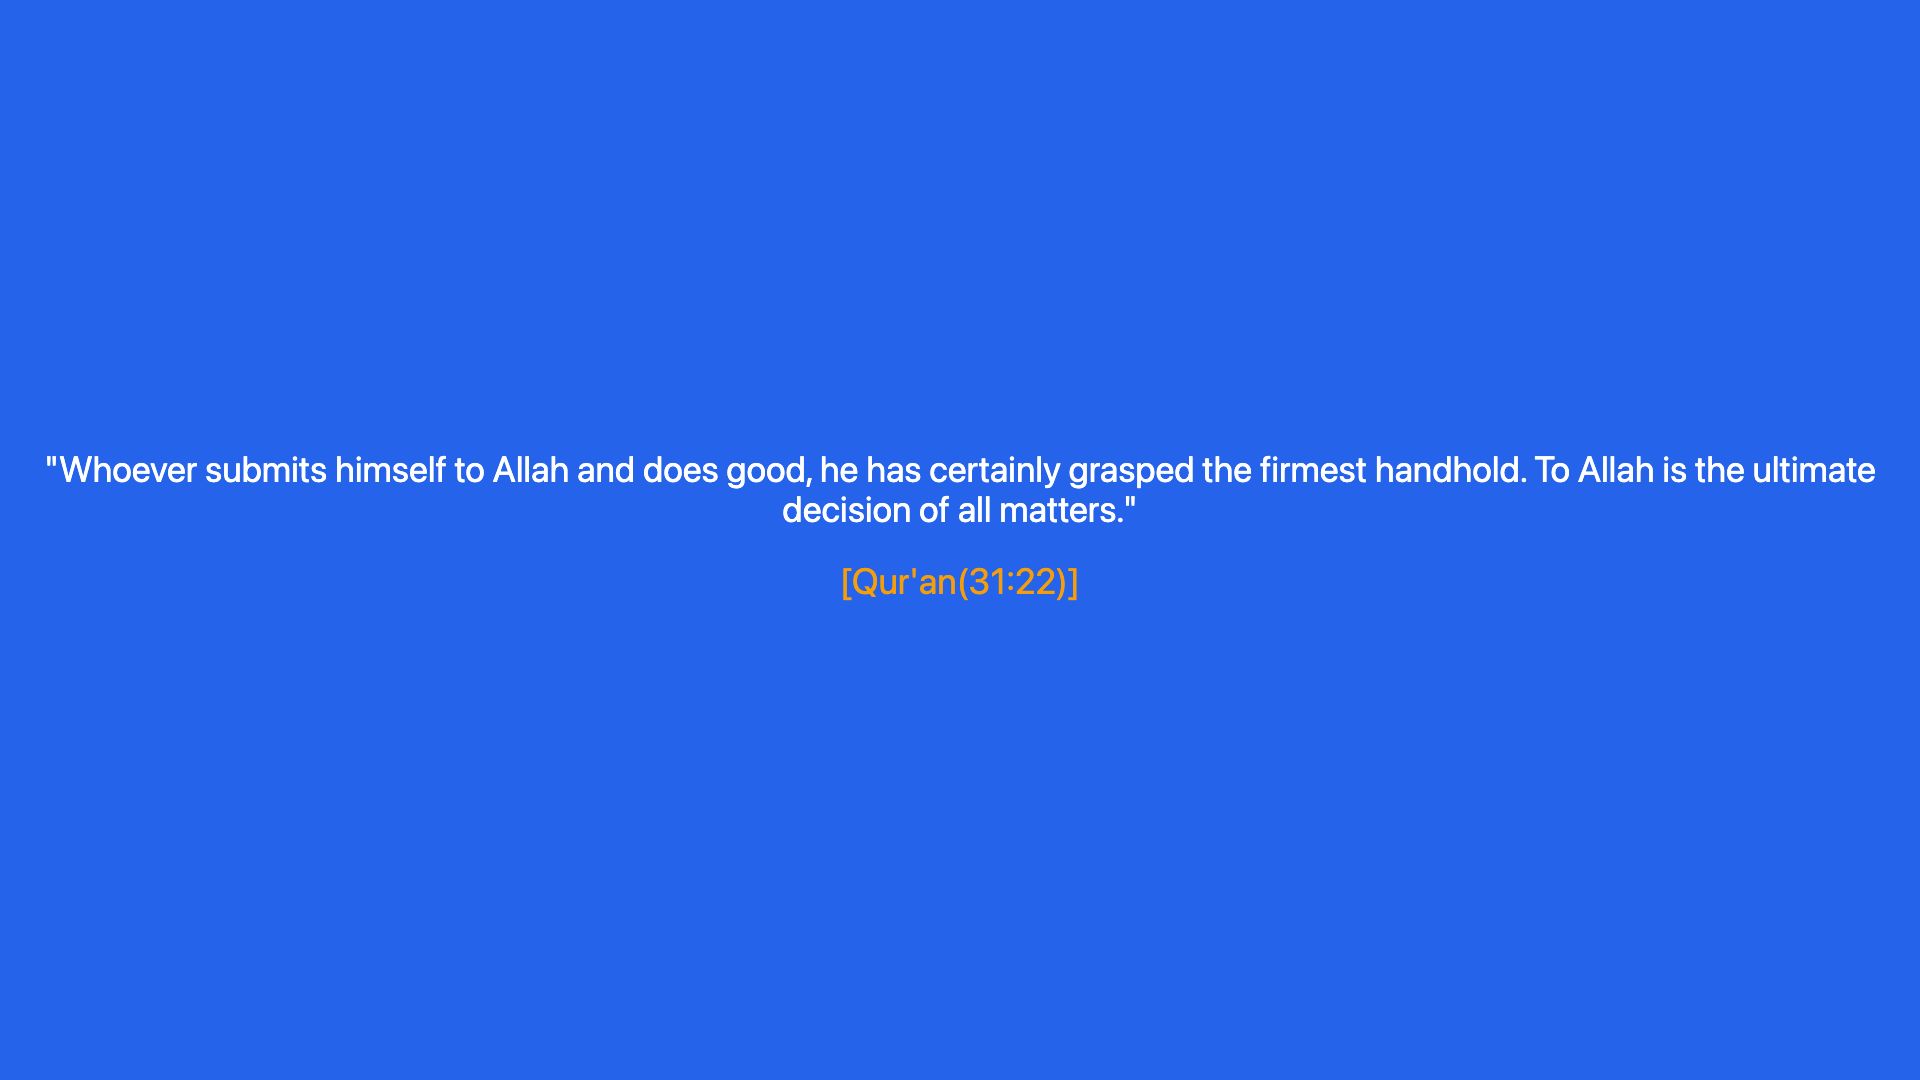 "Whoever submits himself to Allah and does good, he has certainly grasped the firmest handhold. To Allah is the ultimate
decision of all matters."
[Qur'an(31:22)]